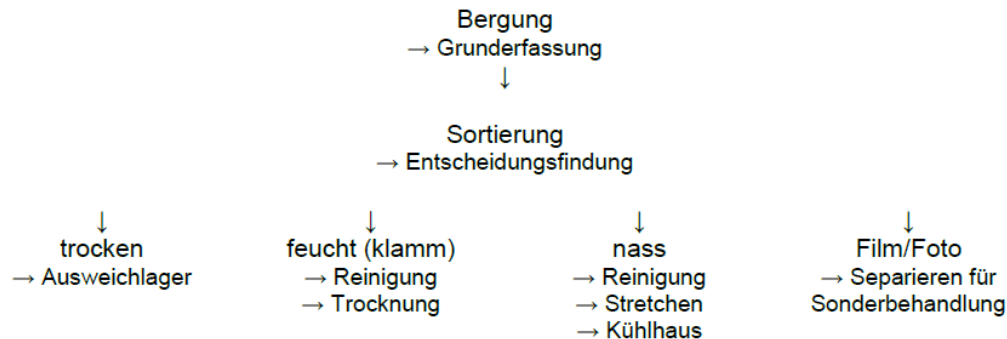 Bergung
→ Grunderfassung
↓
Sortierung
→ Entscheidungsfindung
↓ ↓ ↓ ↓
trocken
→ Ausweichlager
feucht (klamm)
→ Reinigung
→ Trocknung
nass
→ Reinigung
→ Stretchen
→ Kühlhaus
Film/Foto
→ Separieren für
Sonderbehandlung